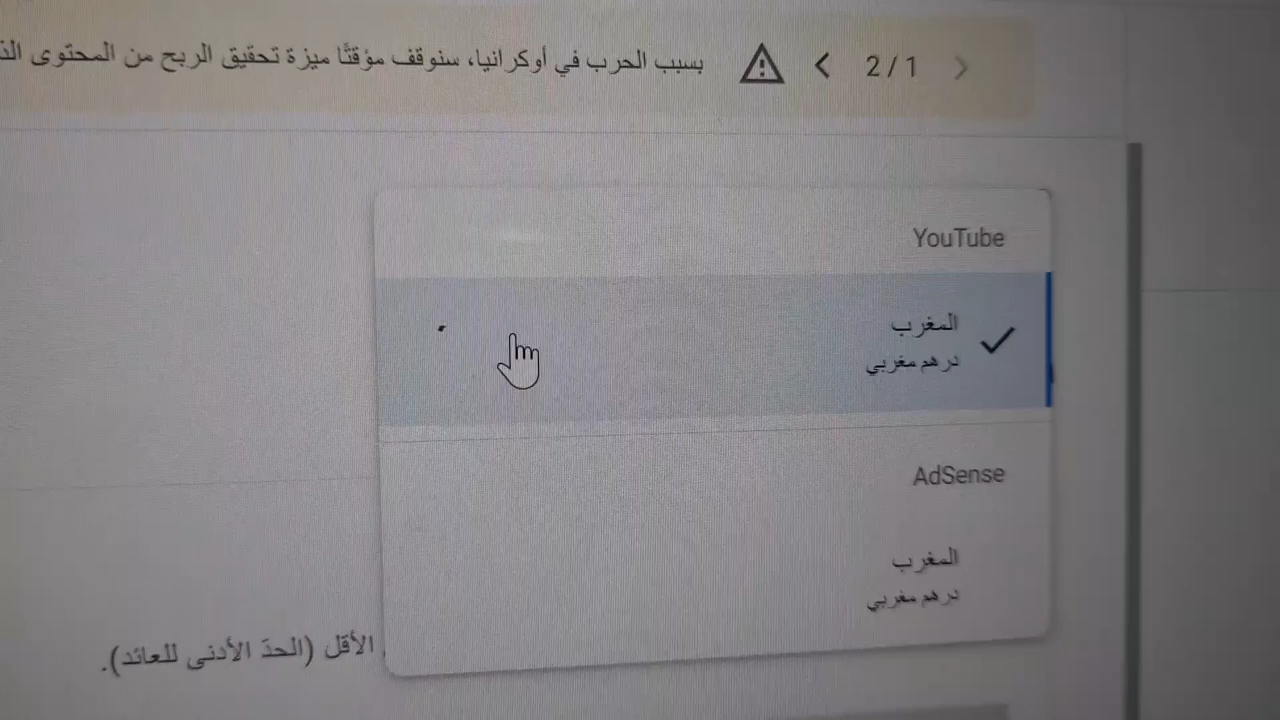 بسبب الحرب في أوكرانيا، سنوقف مؤقتًا ميزة تحقيق الربح من المحتوى
2 / 1
YouTube
المغرب
درهم مغربي
AdSense
المغرب
درهم مغربي
الأقل (الحدّ الأدنى للعائد).